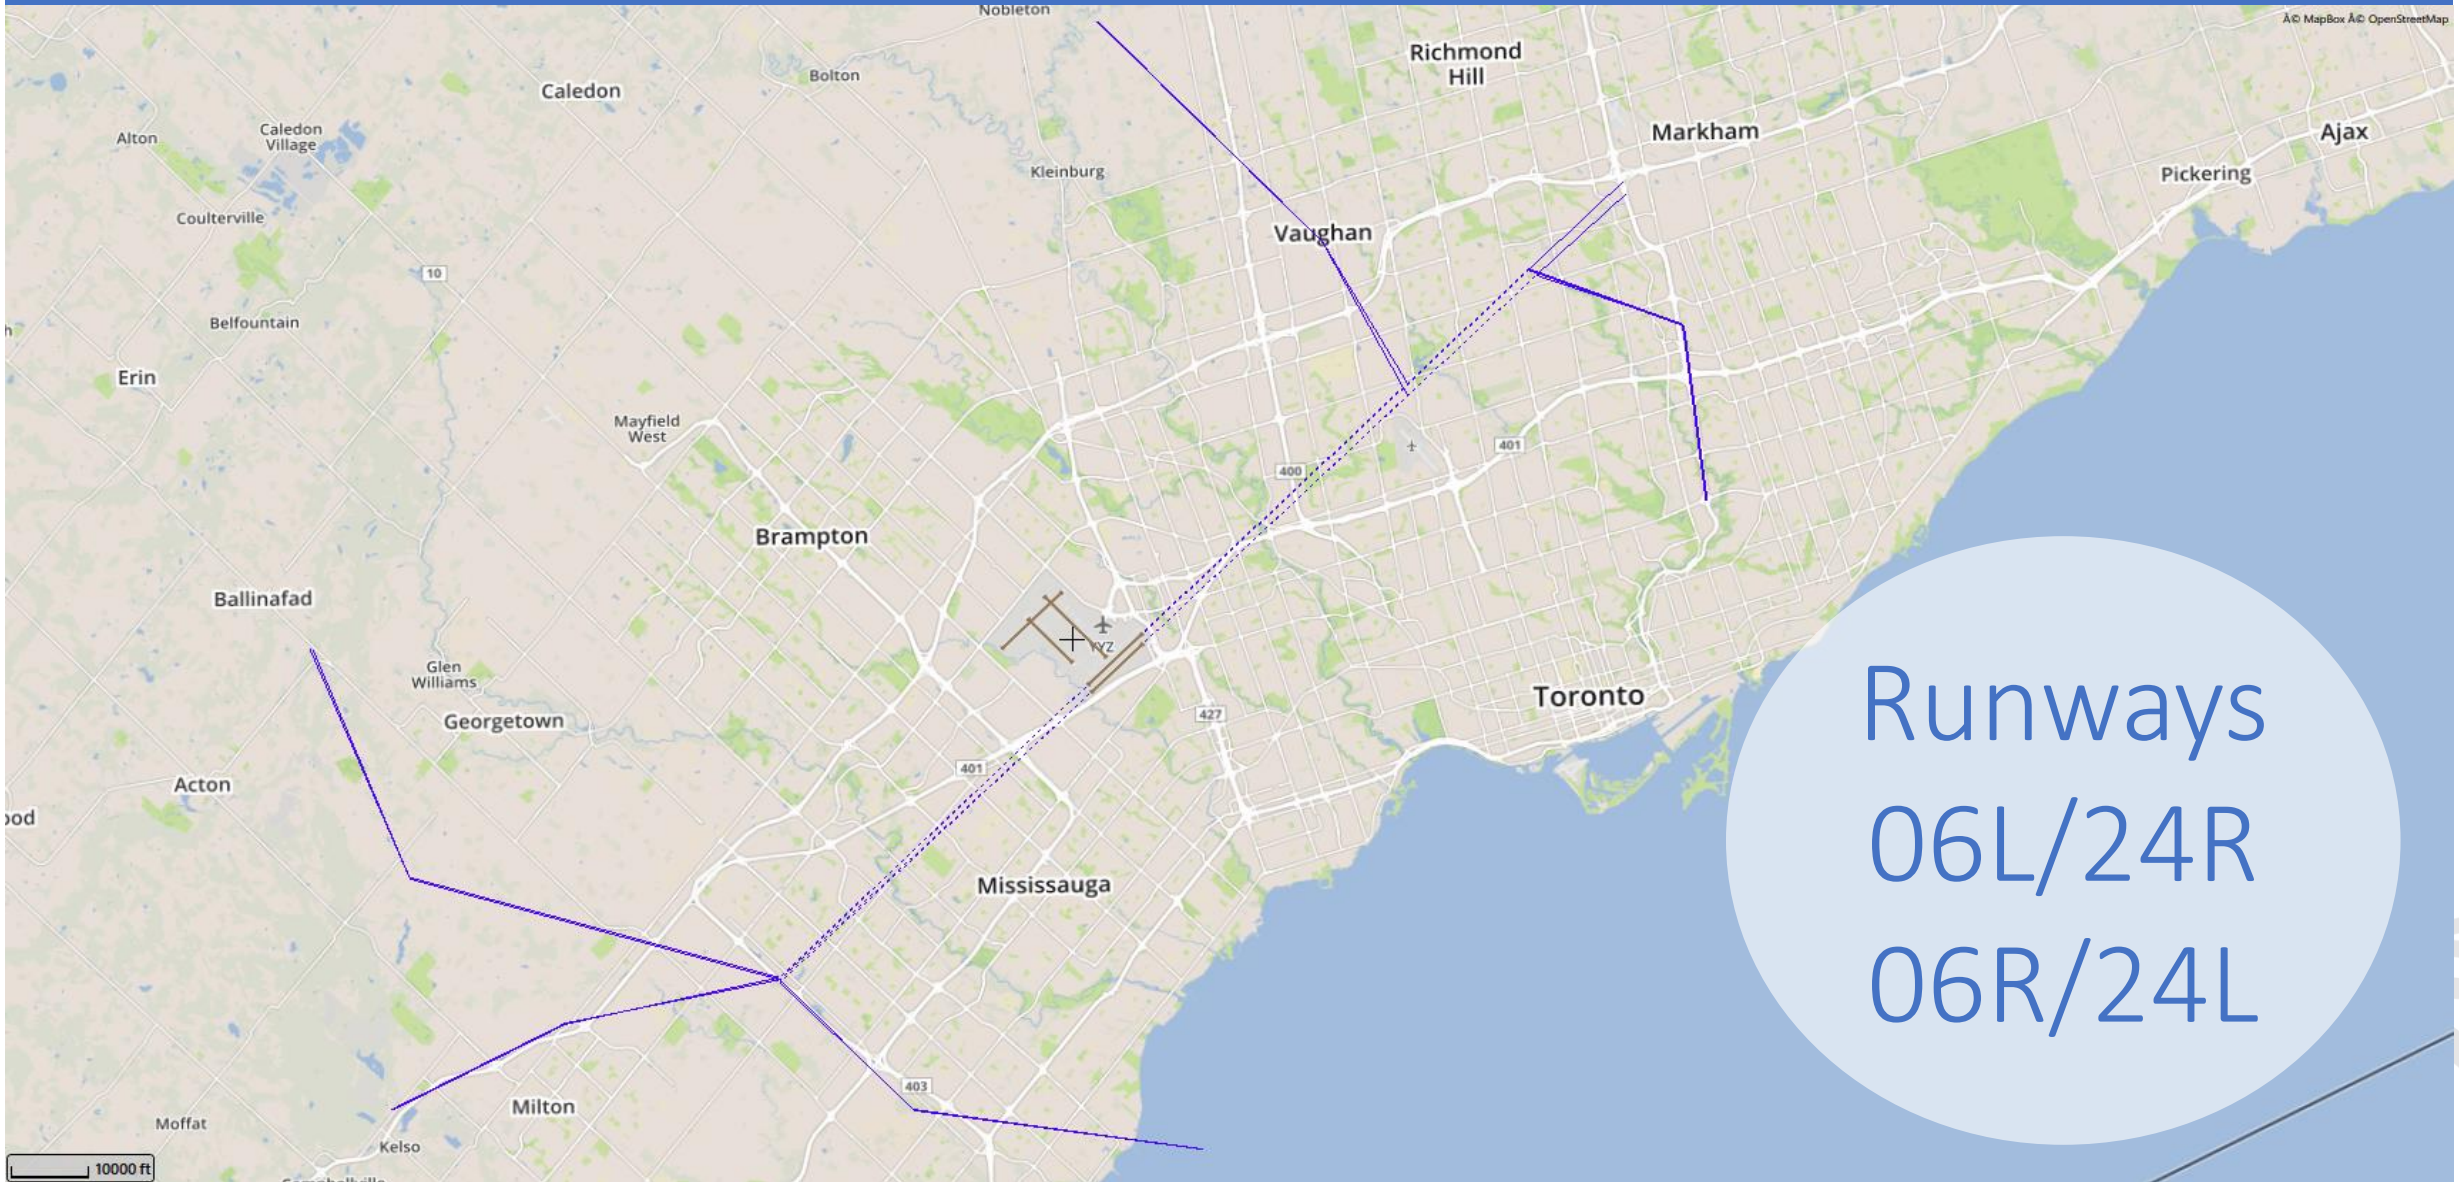 Nobleton
Â© MapBox Â© OpenStreetMap
Richmond
Hill
Bolton
Caledon
Markham
Ajax
Caledon
Village
Alton
Kleinburg
Pickering
Coulterville
Vaughan
10
Belfountain
Erin
Mayfield
West
401
400
Brampton
Ballinafad
YYZ
Glen
Williams
Toronto
427
Georgetown
401
Acton
Mississauga
403
Milton
Moffat
Kelso
10000 ft
Runways
06L/24R
06R/24L